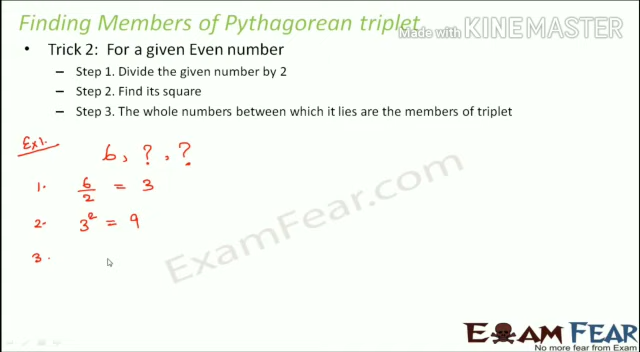 Finding Members of Pythagorean triplet
Made with KINEMASTER
• Trick 2: For a given Even number
– Step 1. Divide the given number by 2
– Step 2. Find its square
– Step 3. The whole numbers between which it lies are the members of triplet
Ex1.
6, ?, ?
1. 6/2 = 3
2. 3² = 9
3.
ExamFear.com
EXAM FEAR
No more fear from Exam